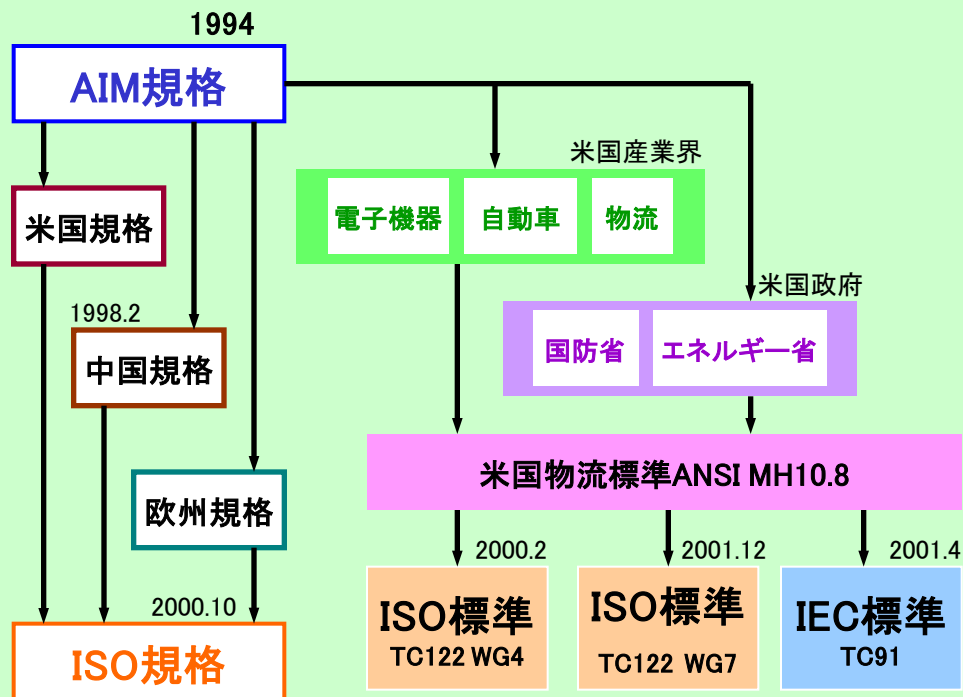 1994
AIM規格
米国産業界
電子機器
自動車
物流
米国規格
米国政府
1998.2
国防省
エネルギー省
中国規格
米国物流標準ANSI MH10.8
欧州規格
2000.2
2001.12
2001.4
2000.10
ISO標準
TC122 WG4
ISO標準
TC122 WG7
IEC標準
TC91
ISO規格